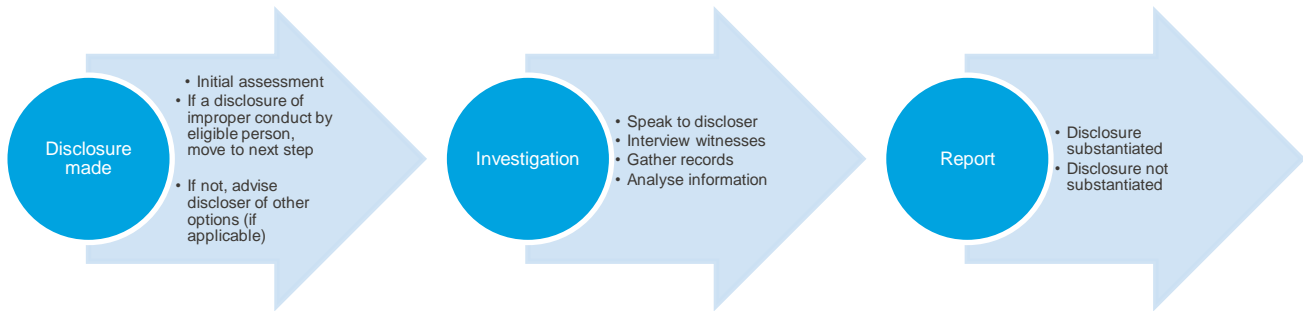 Disclosure
made
• Initial assessment
• If a disclosure of
improper conduct by
eligible person,
move to next step
• If not, advise
discloser of other
options (if
applicable)
Investigation
• Speak to discloser
• Interview witnesses
• Gather records
• Analyse information
Report
• Disclosure
substantiated
• Disclosure not
substantiated